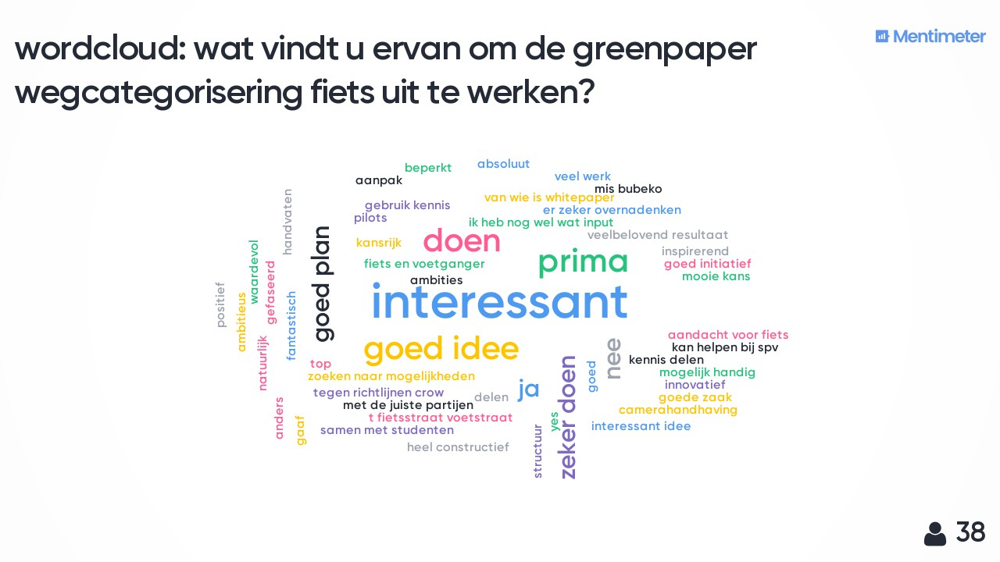 wordcloud: wat vindt u ervan om de greenpaper
wegcategorisering fiets uit te werken?
Mentimeter
beperkt
absoluut
aanpak
veel werk
mis bubeko
van wie is whitepaper
gebruik kennis
er zeker overnadenken
pilots
ik heb nog wel wat input
handvaten
veelbelovend resultaat
kansrijk
doen
goed plan
prima
inspirerend
fiets en voetganger
goed initiatief
mooie kans
ambities
waardevol
gefaseerd
interessant
positief
ambitieus
fantastisch
aandacht voor fiets
goed idee
nee
kan helpen bij spv
kennis delen
natuurlijk
top
mogelijk handig
zoeken naar mogelijkheden
goed
innovatief
tegen richtlijnen crow
ja
delen
goede zaak
met de juiste partijen
zeker doen
camerahandhaving
t fietsstraat voetstraat
yes
anders
gaaf
interessant idee
samen met studenten
structuur
heel constructief
38